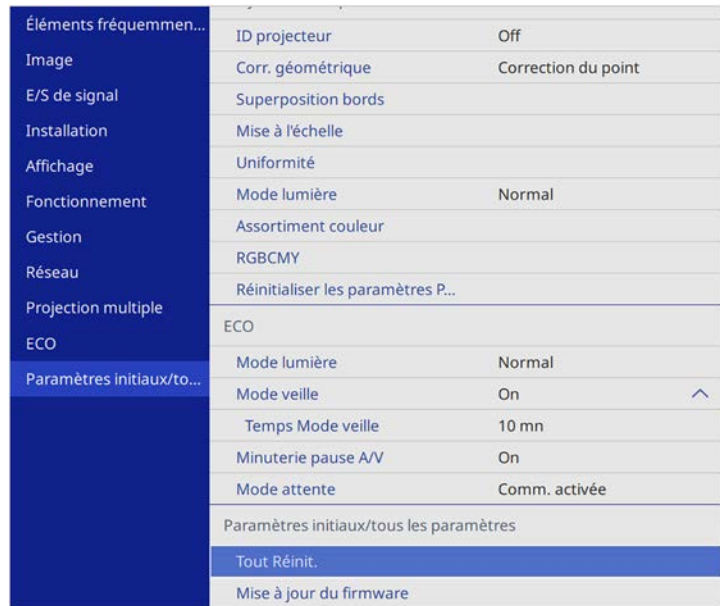 Éléments fréquemmen...
Image
E/S de signal
Installation
Affichage
Fonctionnement
Gestion
Réseau
Projection multiple
ECO
Paramètres initiaux/to...
ID projecteur Off
Corr. géométrique Correction du point
Superposition bords
Mise à l'échelle
Uniformité
Mode lumière Normal
Assortiment couleur
RGBCMY
Réinitialiser les paramètres P...
ECO
Mode lumière Normal
Mode veille On
Temps Mode veille 10 mn
Minuterie pause A/V On
Mode attente Comm. activée
Paramètres initiaux/tous les paramètres
Tout Réinit.
Mise à jour du firmware